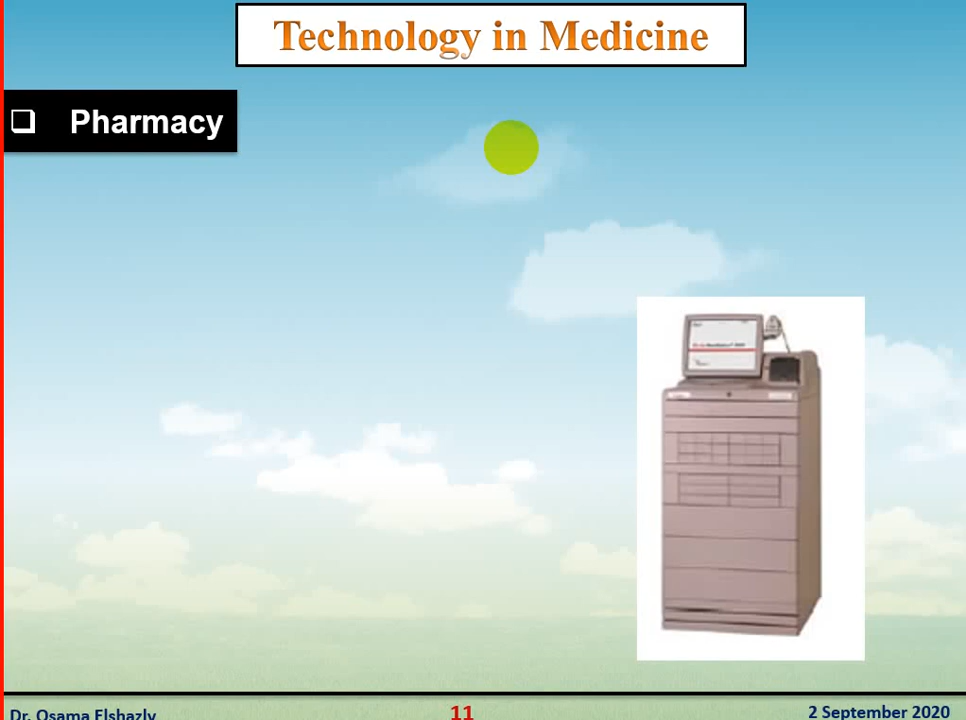 Technology in Medicine
Pharmacy
Dr. Osama Elshazly
11
2 September 2020